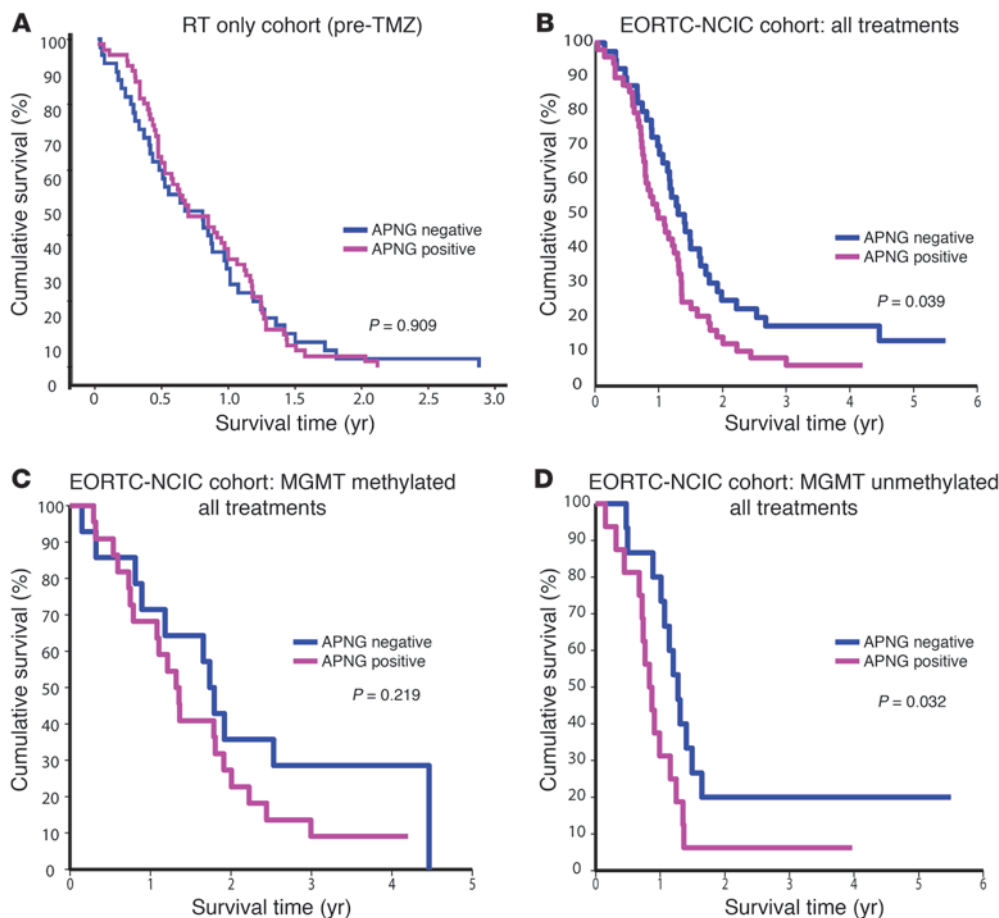 A
RT only cohort (pre-TMZ)
Cumulative survival (%)
100
90
80
70
60
50
40
30
20
10
0
APNG negative
APNG positive
P = 0.909
0 0.5 1.0 1.5 2.0 2.5 3.0
Survival time (yr)
B
EORTC-NCIC cohort: all treatments
Cumulative survival (%)
100
90
80
70
60
50
40
30
20
10
0
APNG negative
APNG positive
P = 0.039
0 1 2 3 4 5 6
Survival time (yr)
C
EORTC-NCIC cohort: MGMT methylated
all treatments
Cumulative survival (%)
100
90
80
70
60
50
40
30
20
10
0
APNG negative
APNG positive
P = 0.219
0 1 2 3 4 5
Survival time (yr)
D
EORTC-NCIC cohort: MGMT unmethylated
all treatments
Cumulative survival (%)
100
90
80
70
60
50
40
30
20
10
0
APNG negative
APNG positive
P = 0.032
0 1 2 3 4 5 6
Survival time (yr)